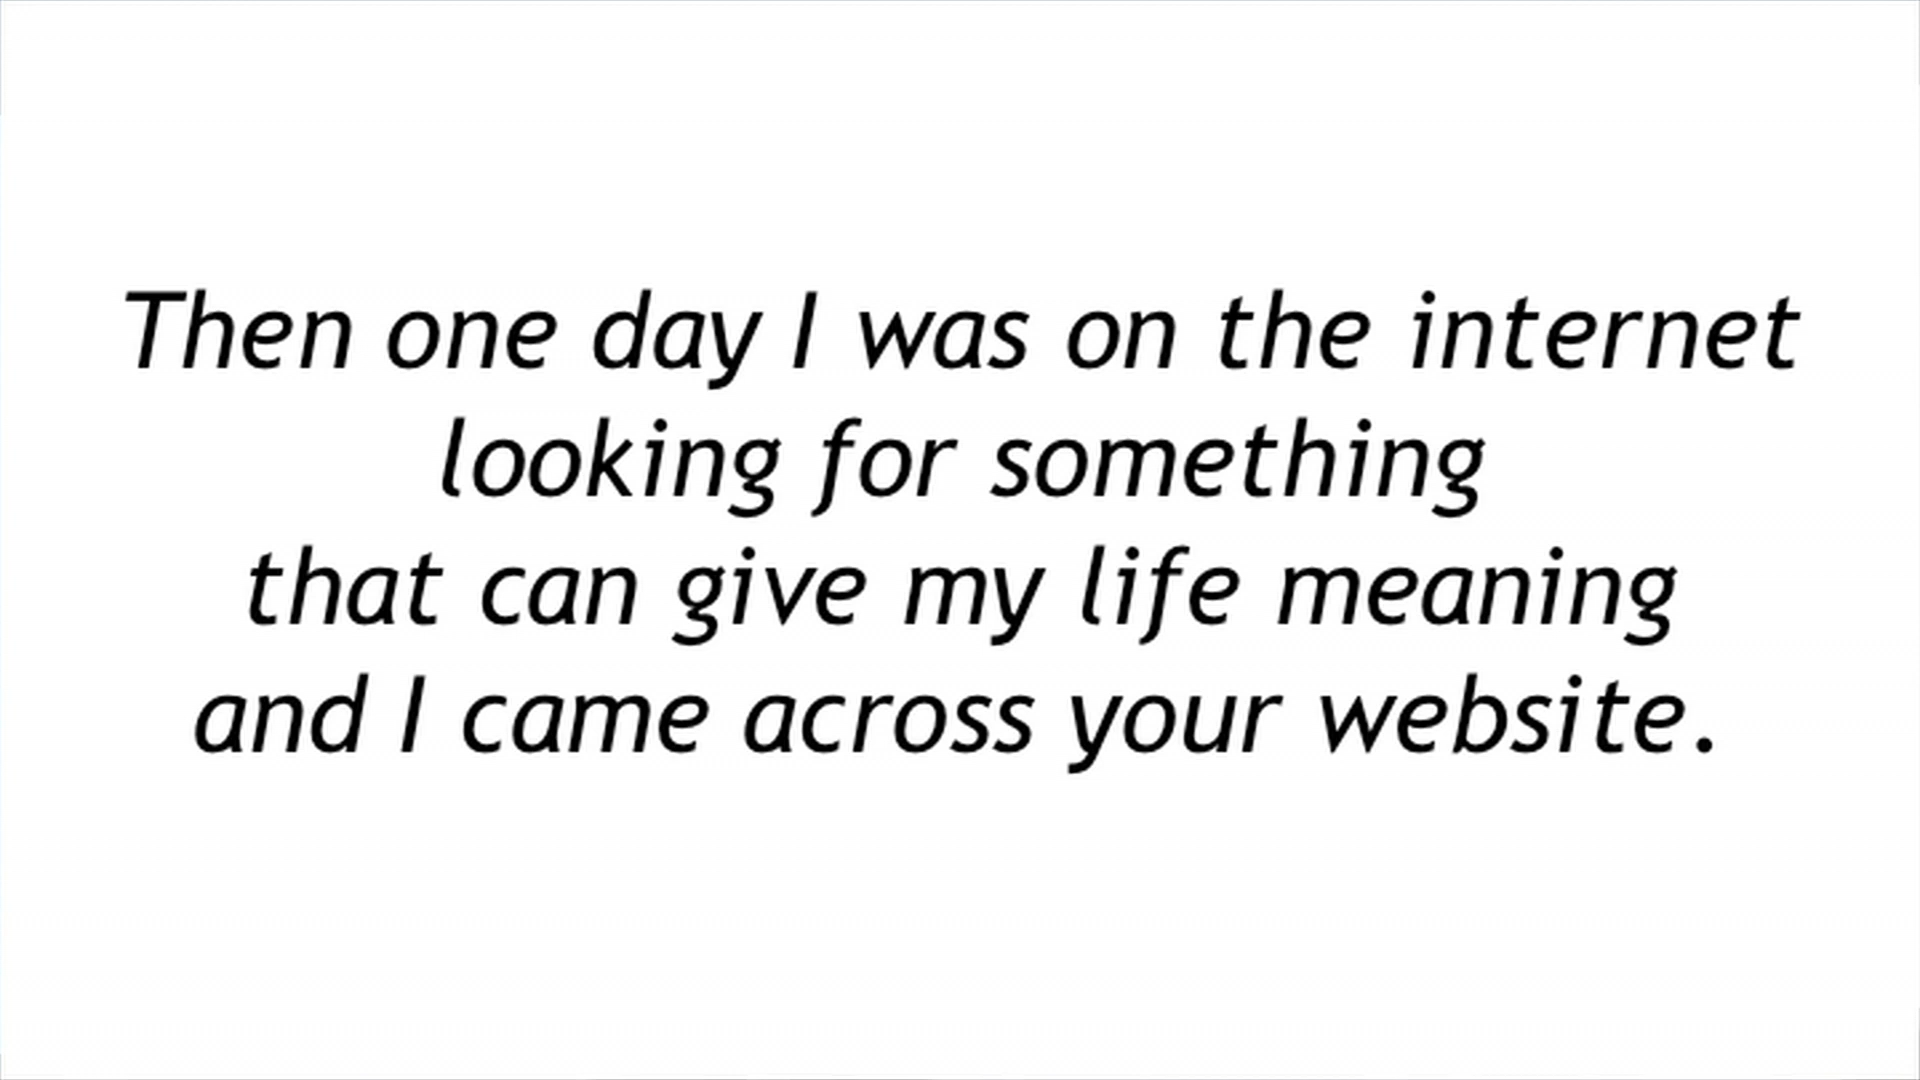 Then one day I was on the internet
looking for something
that can give my life meaning
and I came across your website.